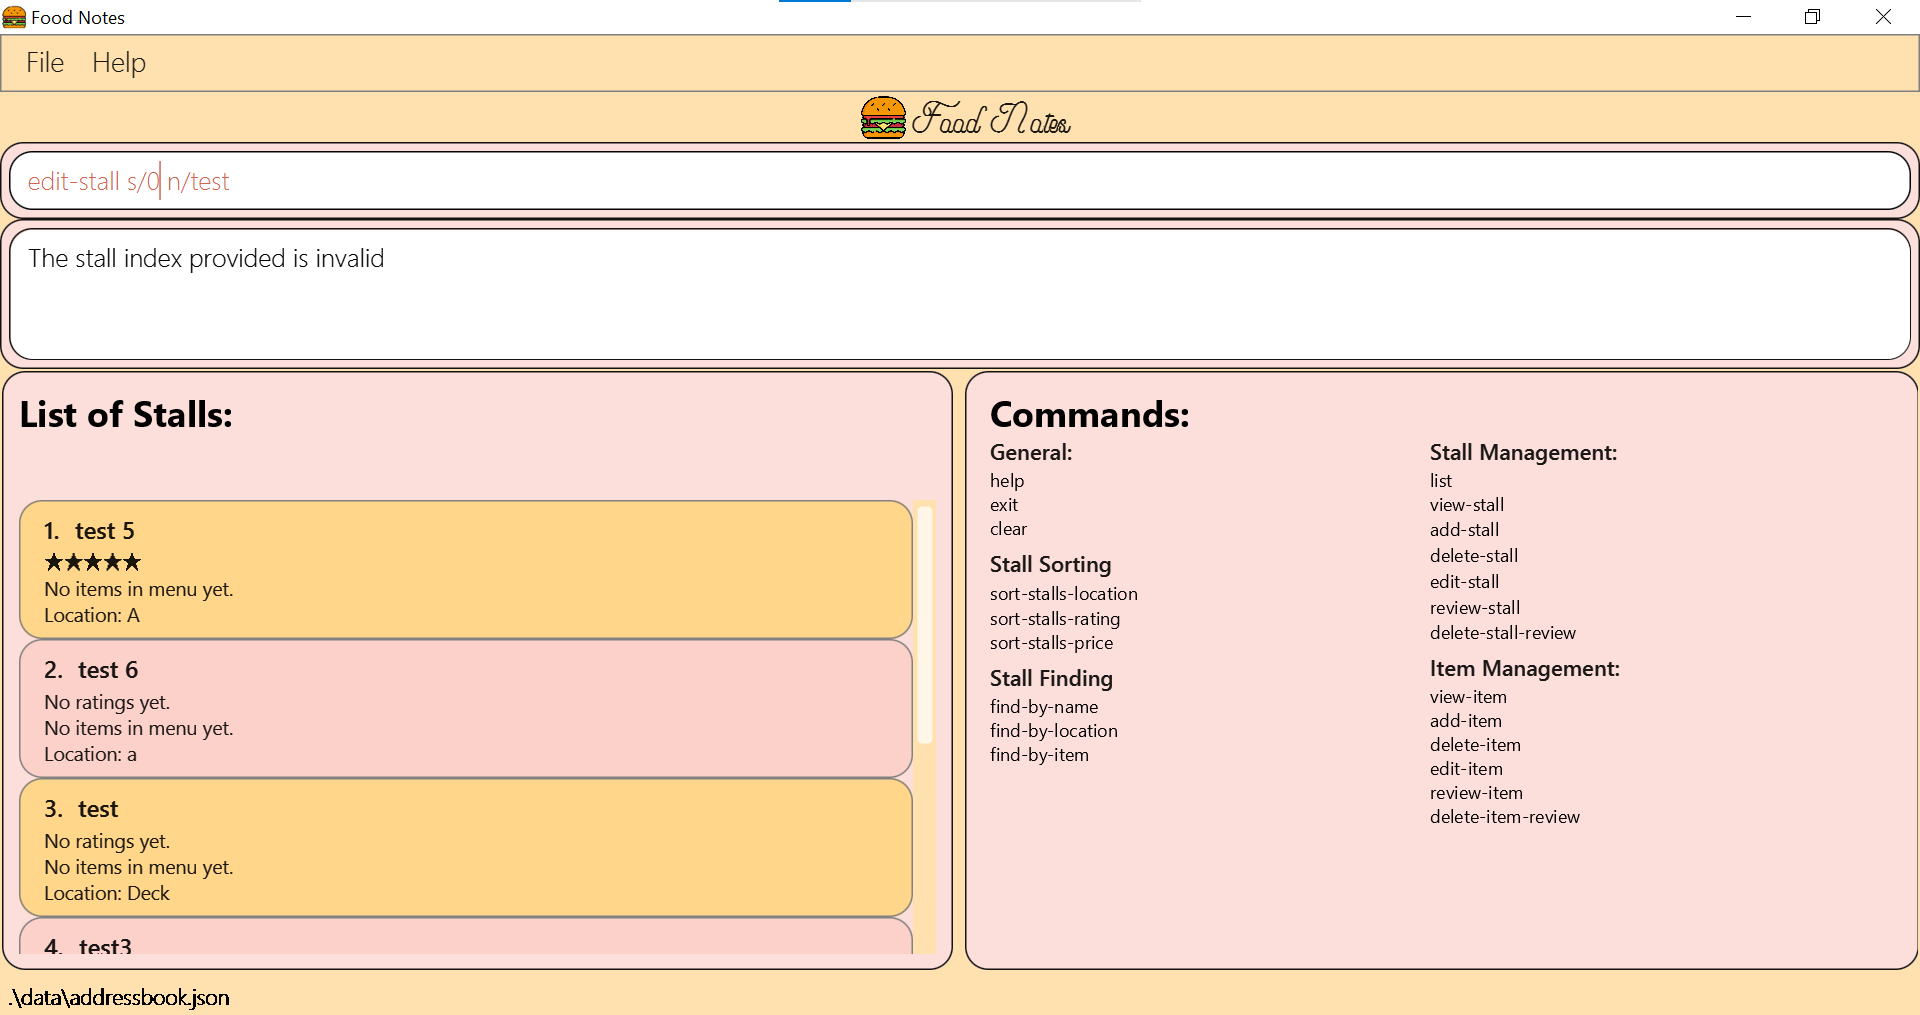 Food Notes
File Help
Food Notes
edit-stall s/0 n/test
The stall index provided is invalid
List of Stalls:
1. test 5
★★★★★
No items in menu yet.
Location: A
2. test 6
No ratings yet.
No items in menu yet.
Location: a
3. test
No ratings yet.
No items in menu yet.
Location: Deck
4. test3
Commands:
General:
help
exit
clear
Stall Sorting
sort-stalls-location
sort-stalls-rating
sort-stalls-price
Stall Finding
find-by-name
find-by-location
find-by-item
Stall Management:
list
view-stall
add-stall
delete-stall
edit-stall
review-stall
delete-stall-review
Item Management:
view-item
add-item
delete-item
edit-item
review-item
delete-item-review
.\data\addressbook.json